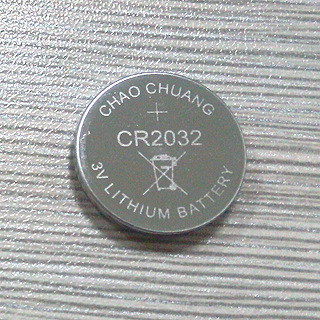 CHAO CHUANG
+
CR2032
3V LITHIUM BATTERY